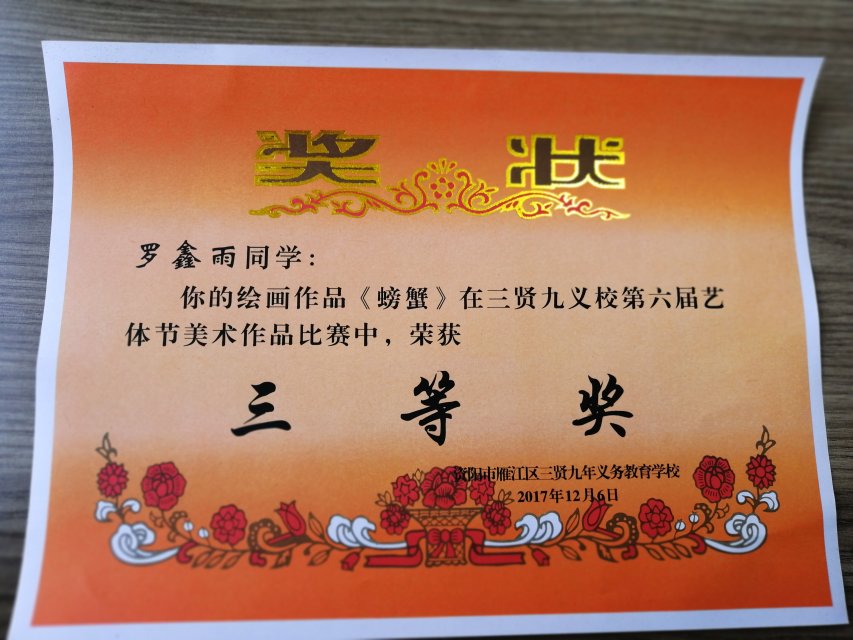 奖 状
罗鑫雨同学：
你的绘画作品《螃蟹》在三贤九义校第六届艺
体节美术作品比赛中，荣获
三 等 奖
资阳市雁江区三贤九年义务教育学校
2017年12月6日